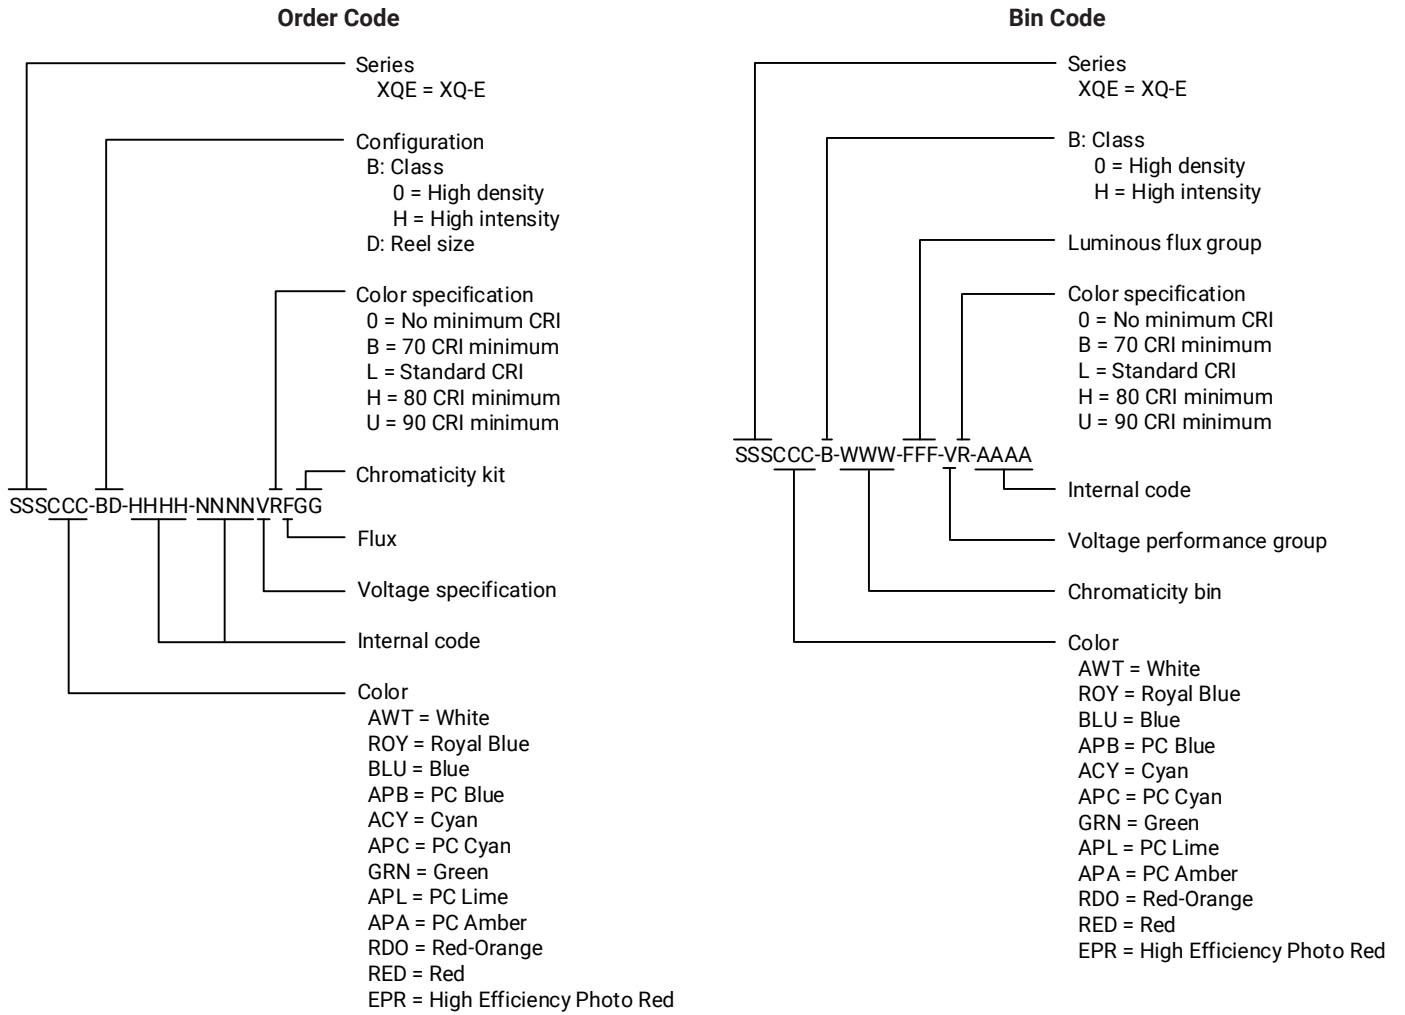 Order Code
Series
XQE = XQ-E
Configuration
B: Class
0 = High density
H = High intensity
D: Reel size
Color specification
0 = No minimum CRI
B = 70 CRI minimum
L = Standard CRI
H = 80 CRI minimum
U = 90 CRI minimum
Chromaticity kit
SSSCCC-BD-HHHH-NNNNVRFGG
Flux
Voltage specification
Internal code
Color
AWT = White
ROY = Royal Blue
BLU = Blue
APB = PC Blue
ACY = Cyan
APC = PC Cyan
GRN = Green
APL = PC Lime
APA = PC Amber
RDO = Red-Orange
RED = Red
EPR = High Efficiency Photo Red
Bin Code
Series
XQE = XQ-E
B: Class
0 = High density
H = High intensity
Luminous flux group
Color specification
0 = No minimum CRI
B = 70 CRI minimum
L = Standard CRI
H = 80 CRI minimum
U = 90 CRI minimum
SSSCCC-B-WWW-FFF-VR-AAAA
Internal code
Voltage performance group
Chromaticity bin
Color
AWT = White
ROY = Royal Blue
BLU = Blue
APB = PC Blue
ACY = Cyan
APC = PC Cyan
GRN = Green
APL = PC Lime
APA = PC Amber
RDO = Red-Orange
RED = Red
EPR = High Efficiency Photo Red